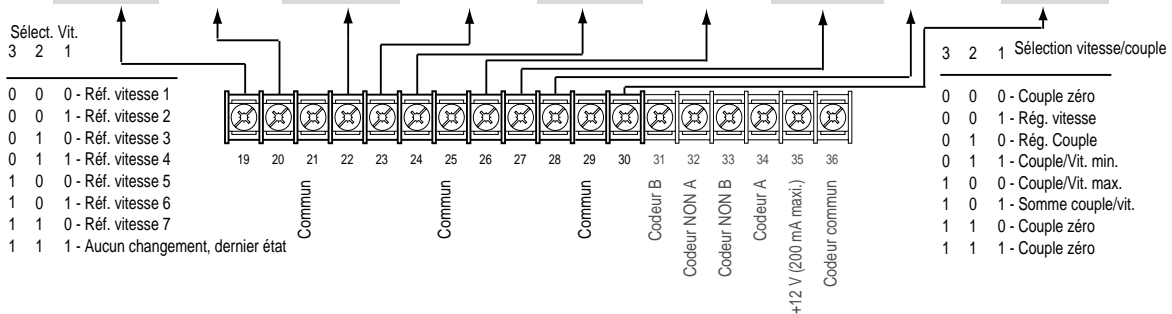 Sélect. Vit.
3 2 1
0 0 0 - Réf. vitesse 1
0 0 1 - Réf. vitesse 2
0 1 0 - Réf. vitesse 3
0 1 1 - Réf. vitesse 4
1 0 0 - Réf. vitesse 5
1 0 1 - Réf. vitesse 6
1 1 0 - Réf. vitesse 7
1 1 1 - Aucun changement, dernier état
19 20 21 22 23 24 25 26 27 28 29 30 31 32 33 34 35 36
Commun
Commun
Commun
Codeur B
Codeur NON A
Codeur NON B
Codeur A
+12 V (200 mA maxi.)
Codeur commun
3 2 1 Sélection vitesse/couple
0 0 0 - Couple zéro
0 0 1 - Rég. vitesse
0 1 0 - Rég. Couple
0 1 1 - Couple/Vit. min.
1 0 0 - Couple/Vit. max.
1 0 1 - Somme couple/vit.
1 1 0 - Couple zéro
1 1 1 - Couple zéro